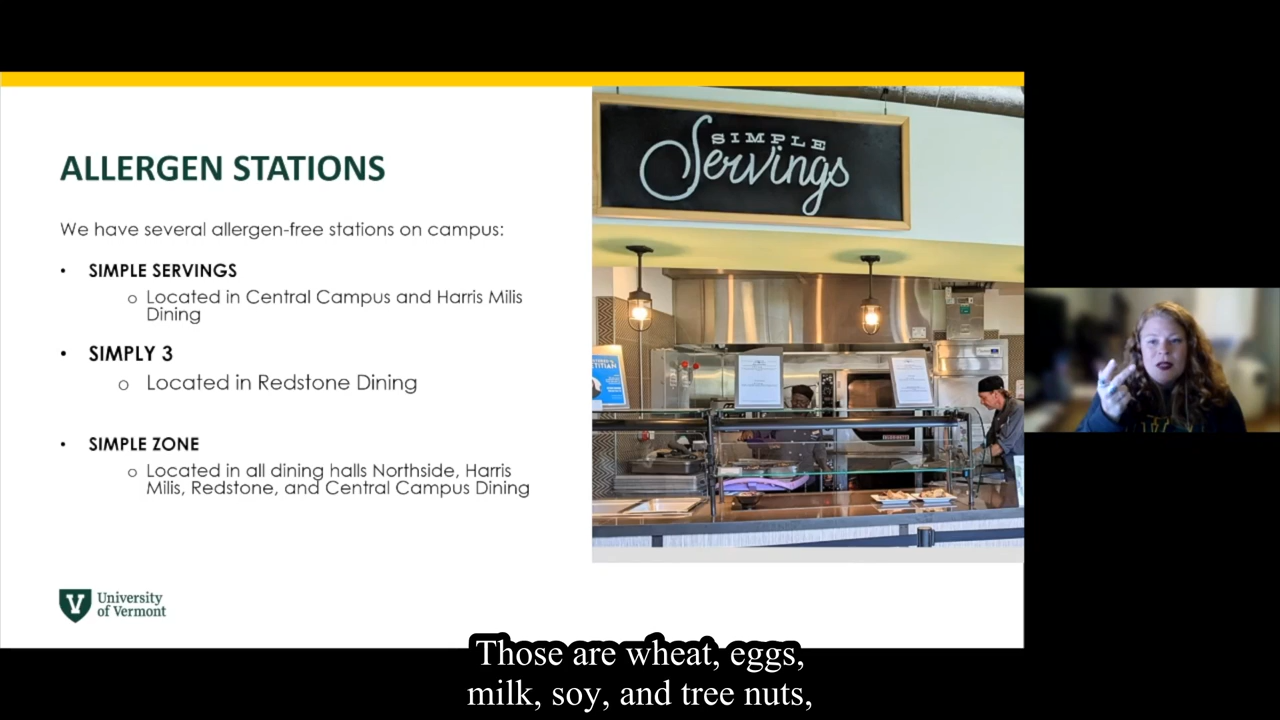 ALLERGEN STATIONS
We have several allergen-free stations on campus:
• SIMPLE SERVINGS
o Located in Central Campus and Harris Milis
Dining
• SIMPLY 3
o Located in Redstone Dining
• SIMPLE ZONE
o Located in all dining halls Northside, Harris
Milis, Redstone, and Central Campus Dining
University
of Vermont
SIMPLE
Servings
Those are wheat, eggs,
milk, soy, and tree nuts,